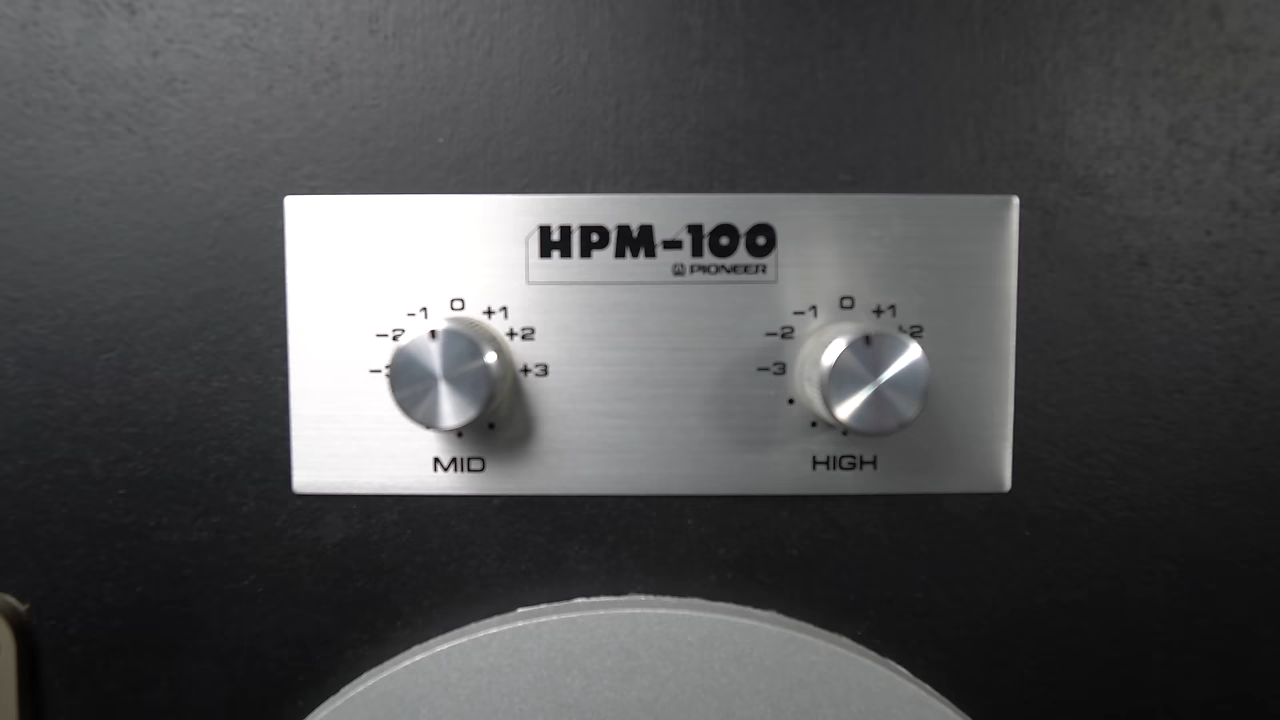 HPM-100
PIONEER
-1 0 +1
-2 +2
+3
-1 0 +1
-2
-3
MID
HIGH